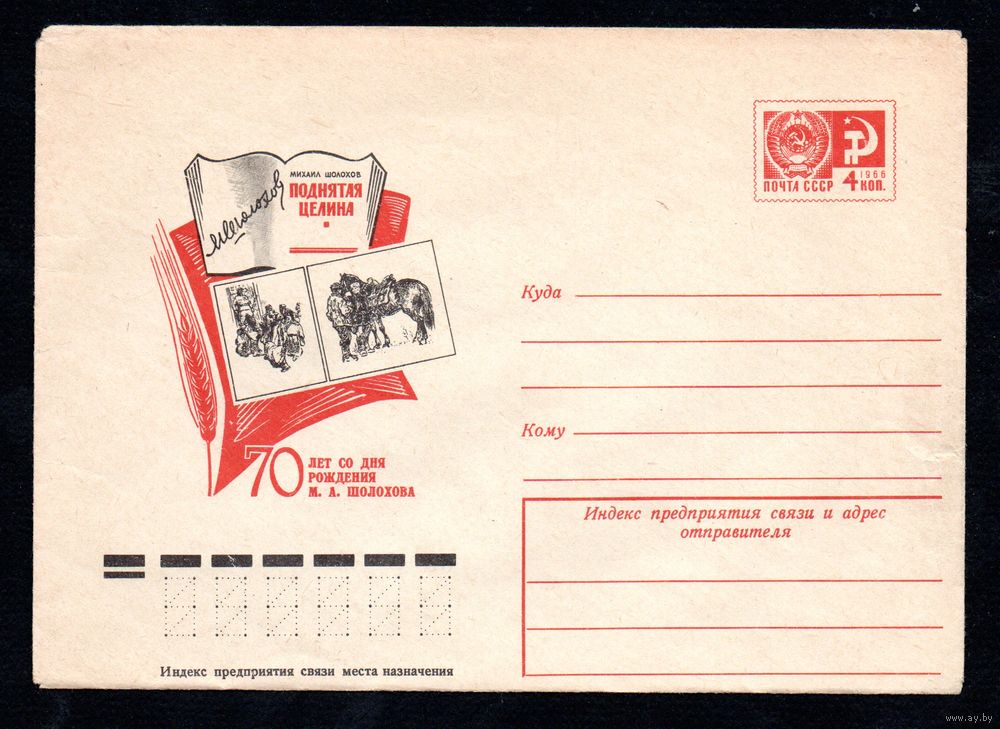 МИХАИЛ ШОЛОХОВ
ПОДНЯТАЯ
ЦЕЛИНА
МШолохов
70 ЛЕТ СО ДНЯ
РОЖДЕНИЯ
М. А. ШОЛОХОВА
1966
ПОЧТА СССР 4 КОП.
Куда
Кому
Индекс предприятия связи и адрес
отправителя
Индекс предприятия связи места назначения
www.ay.by